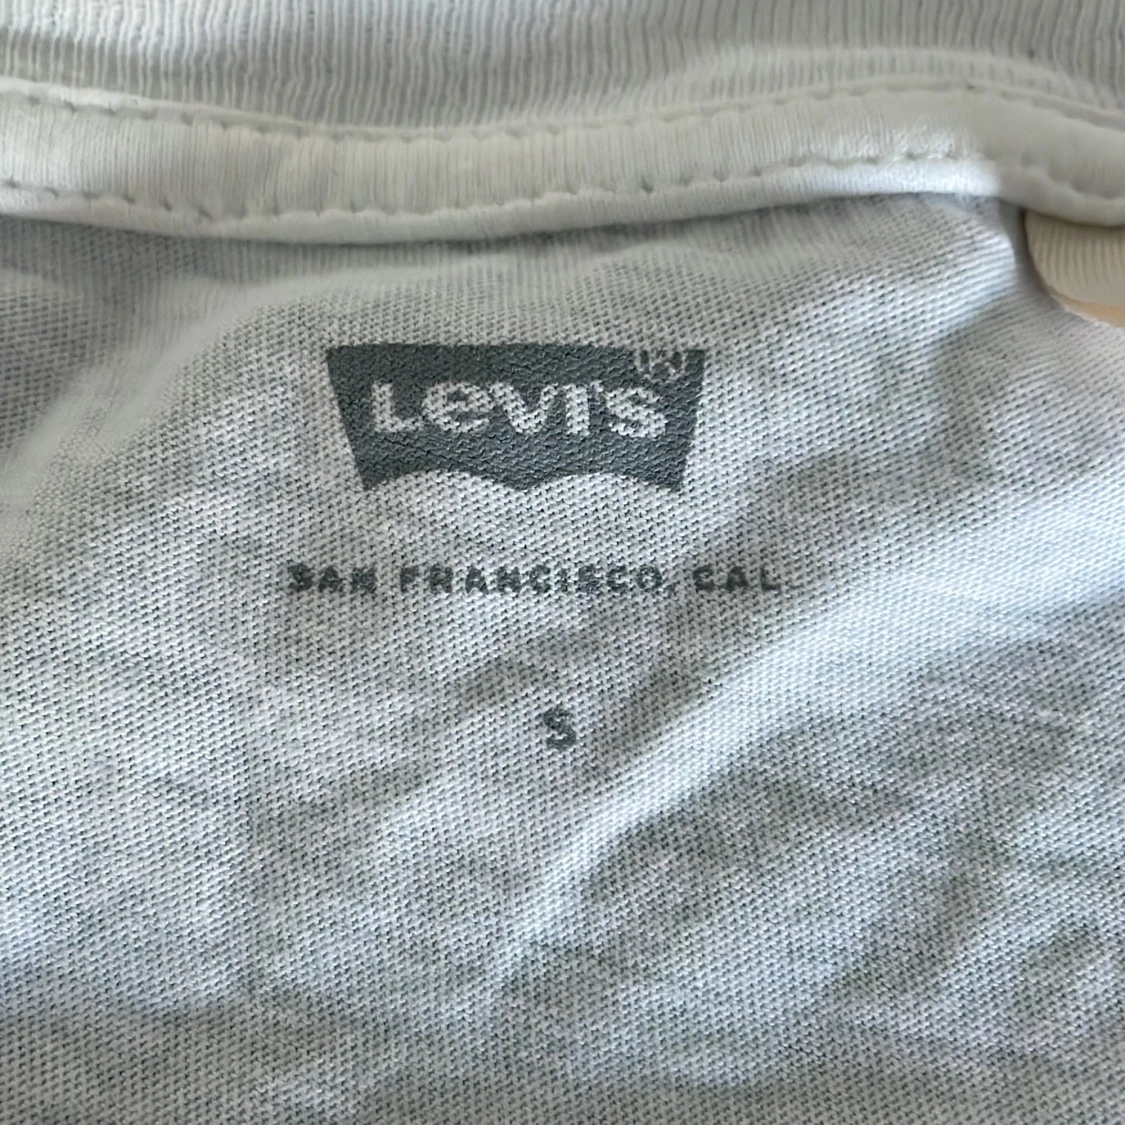 Levi's®
SAN FRANCISCO, CAL.
S